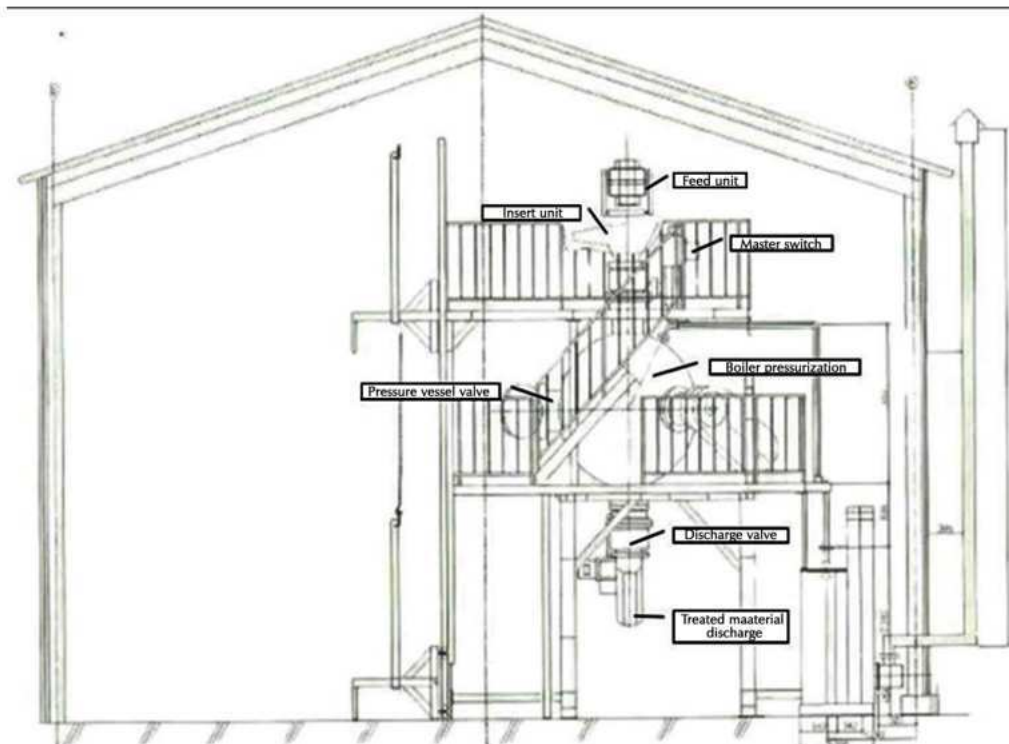 Feed unit
Insert unit
Master switch
Boiler pressurization
Pressure vessel valve
Discharge valve
Treated maaterial
discharge